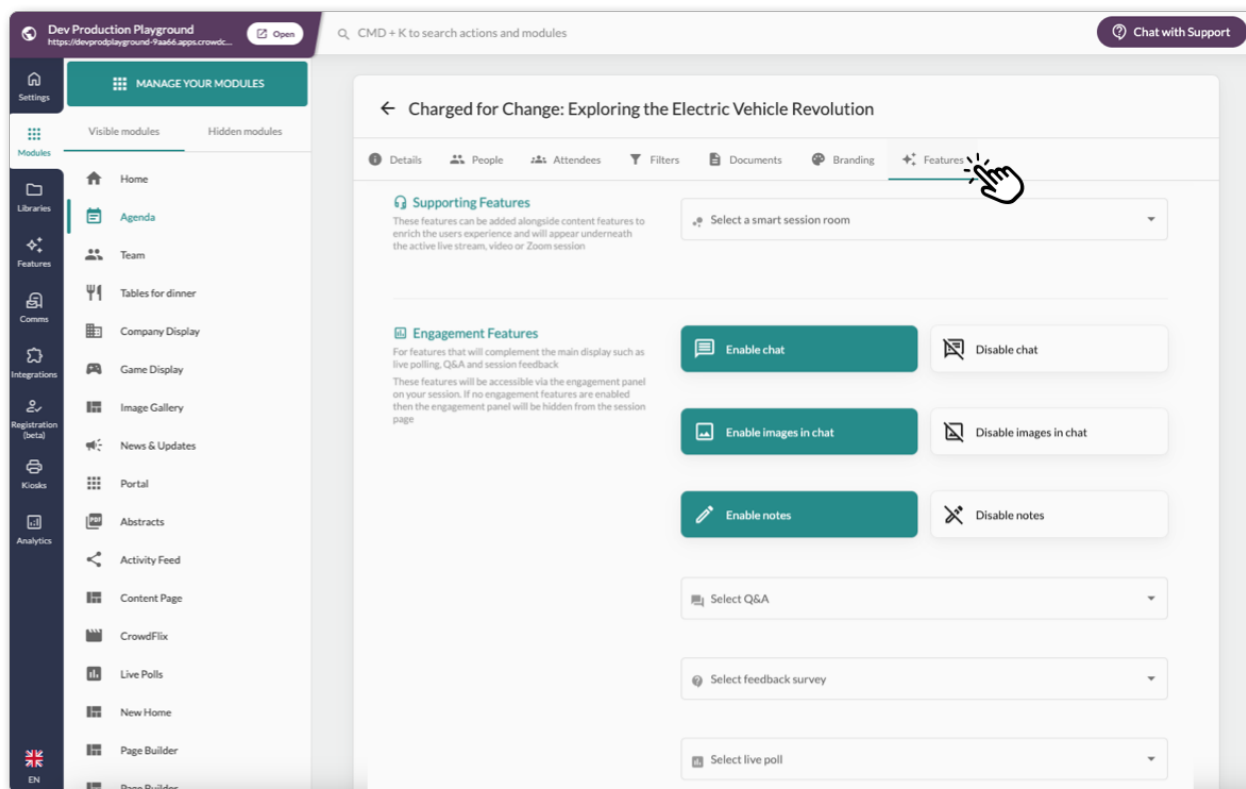 Dev Production Playground
https://devprodplayground-9aa66.apps.crowdc...
Open
CMD + K to search actions and modules
Chat with Support
Settings
Modules
Libraries
Features
Comms
Integrations
Registration
(beta)
Kiosks
Analytics
EN
MANAGE YOUR MODULES
Visible modules
Hidden modules
Home
Agenda
Team
Tables for dinner
Company Display
Game Display
Image Gallery
News & Updates
Portal
Abstracts
Activity Feed
Content Page
CrowdFlix
Live Polls
New Home
Page Builder
Page Builder
Charged for Change: Exploring the Electric Vehicle Revolution
Details
People
Attendees
Filters
Documents
Branding
Features
Supporting Features
These features can be added alongside content features to
enrich the users experience and will appear underneath
the active live stream, video or Zoom session
Select a smart session room
Engagement Features
For features that will complement the main display such as
live polling, Q&A and session feedback
These features will be accessible via the engagement panel
on your session. If no engagement features are enabled
then the engagement panel will be hidden from the session
page
Enable chat
Disable chat
Enable images in chat
Disable images in chat
Enable notes
Disable notes
Select Q&A
Select feedback survey
Select live poll